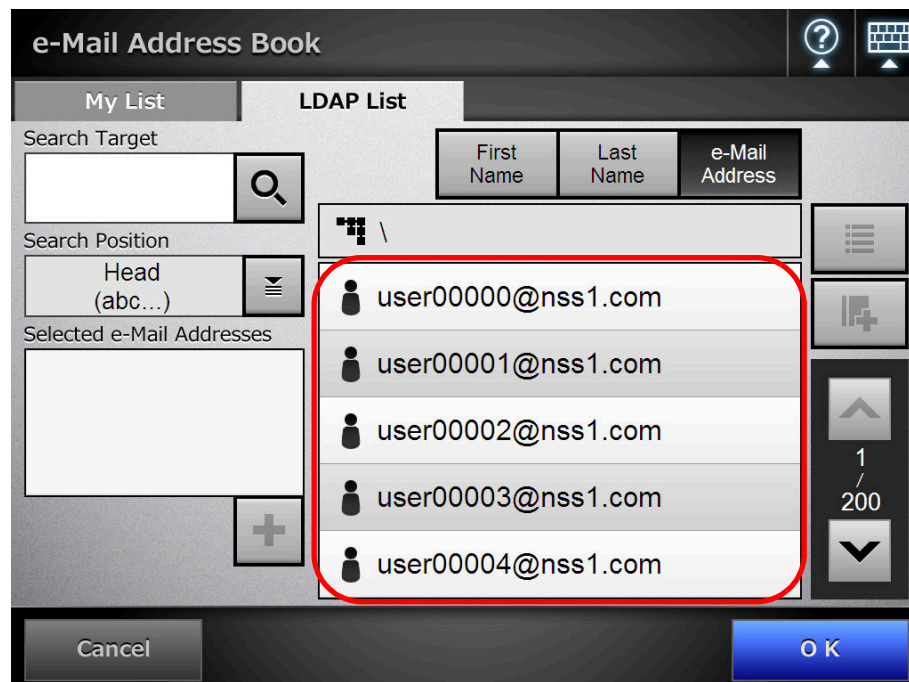 e-Mail Address Book
?
My List
LDAP List
Search Target
First
Name
Last
Name
e-Mail
Address
\
Search Position
Head
(abc...)
Selected e-Mail Addresses
user00000@nss1.com
user00001@nss1.com
user00002@nss1.com
user00003@nss1.com
user00004@nss1.com
1
/
200
Cancel
OK